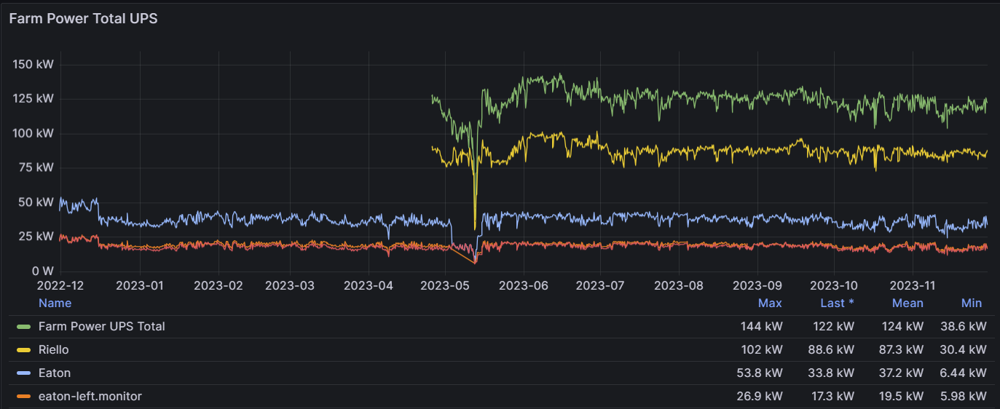 Farm Power Total UPS
150 kW
125 kW
100 kW
75 kW
50 kW
25 kW
0 W
2022-12 2023-01 2023-02 2023-03 2023-04 2023-05 2023-06 2023-07 2023-08 2023-09 2023-10 2023-11
Name Max Last * Mean Min
Farm Power UPS Total 144 kW 122 kW 124 kW 38.6 kW
Riello 102 kW 88.6 kW 87.3 kW 30.4 kW
Eaton 53.8 kW 33.8 kW 37.2 kW 6.44 kW
eaton-left.monitor 26.9 kW 17.3 kW 19.5 kW 5.98 kW